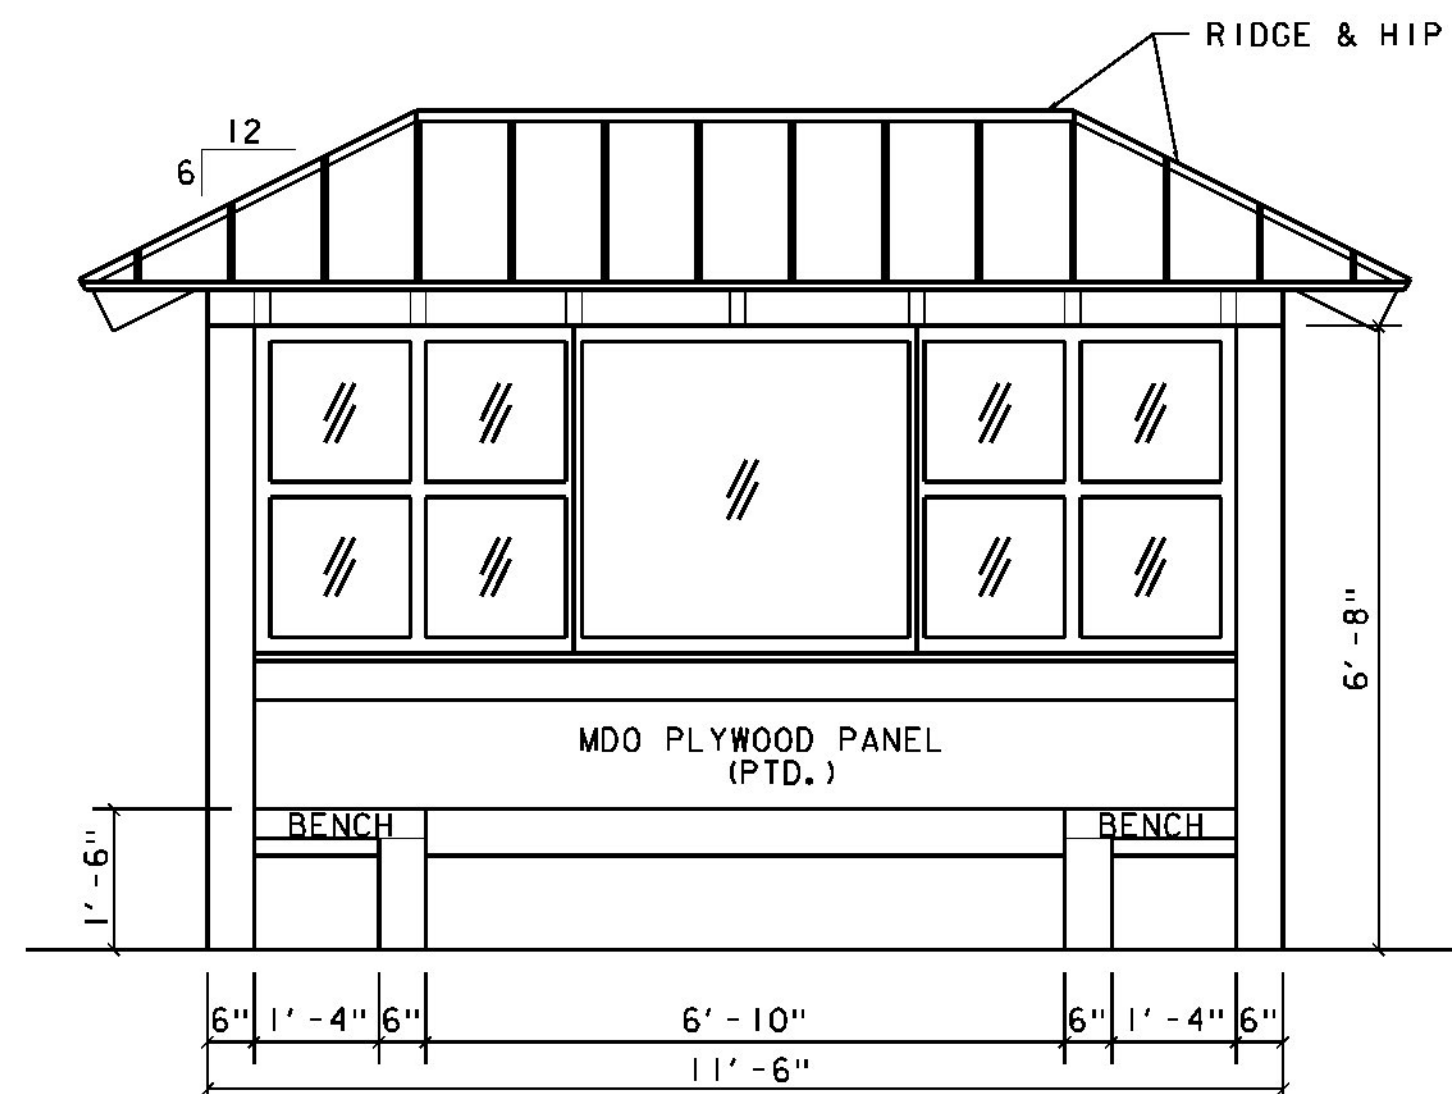 RIDGE & HIP
12
6
6'-8"
MDO PLYWOOD PANEL
(PTD.)
BENCH
BENCH
1'-6"
6" 1'-4" 6" 6'-10" 6" 1'-4" 6"
11'-6"